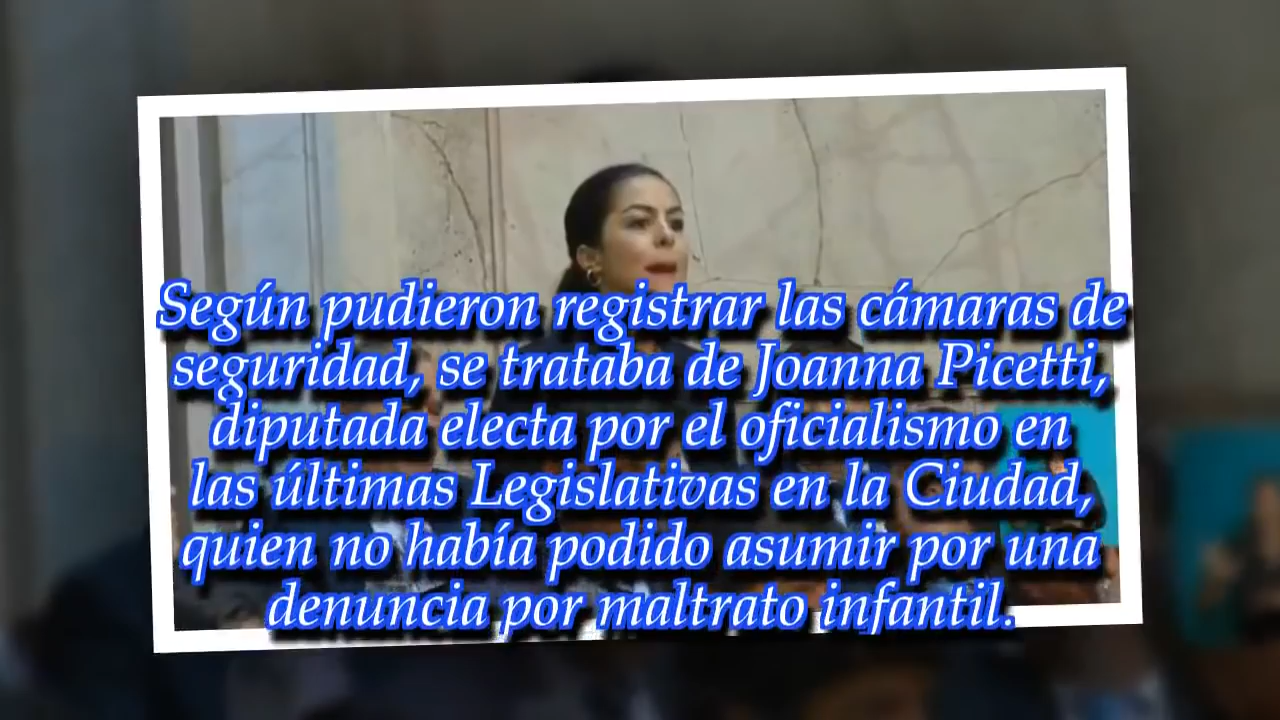 Según pudieron registrar las cámaras de
seguridad, se trataba de Joanna Picetti,
diputada electa por el oficialismo en
las últimas Legislativas en la Ciudad,
quien no había podido asumir por una
denuncia por maltrato infantil.